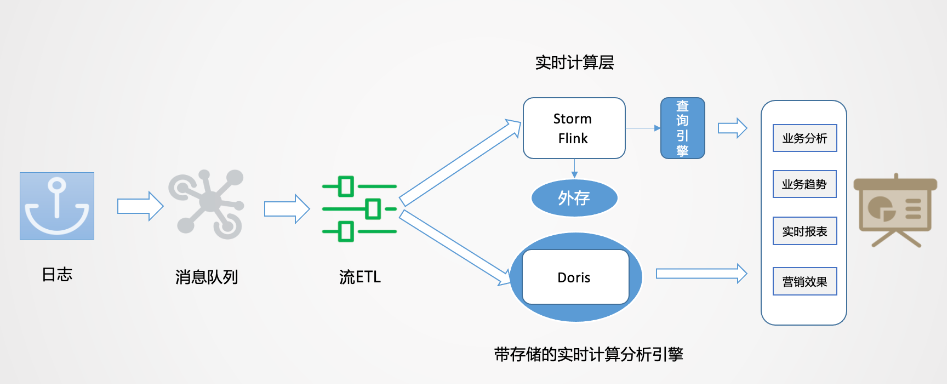 实时计算层
Storm
Flink
查询引擎
外存
日志
消息队列
流ETL
Doris
带存储的实时计算分析引擎
业务分析
业务趋势
实时报表
营销效果